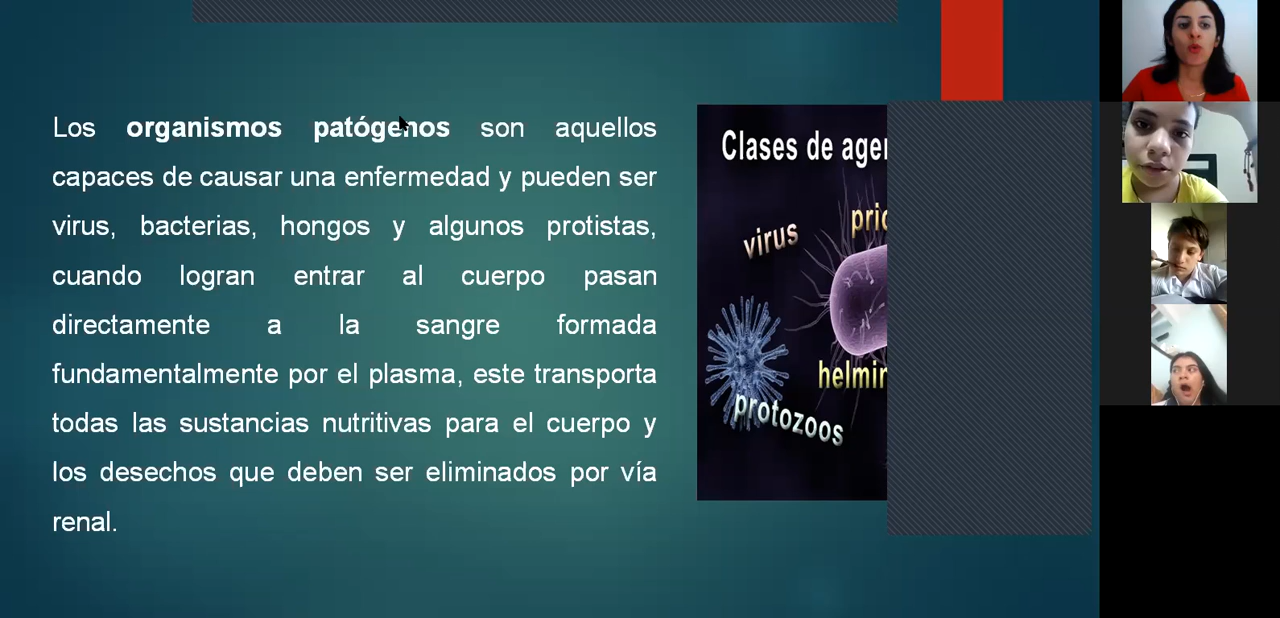 Los organismos patógenos son aquellos
capaces de causar una enfermedad y pueden ser
virus, bacterias, hongos y algunos protistas,
cuando logran entrar al cuerpo pasan
directamente a la sangre formada
fundamentalmente por el plasma, este transporta
todas las sustancias nutritivas para el cuerpo y
los desechos que deben ser eliminados por vía
renal.
Clases de
virus
protozoos